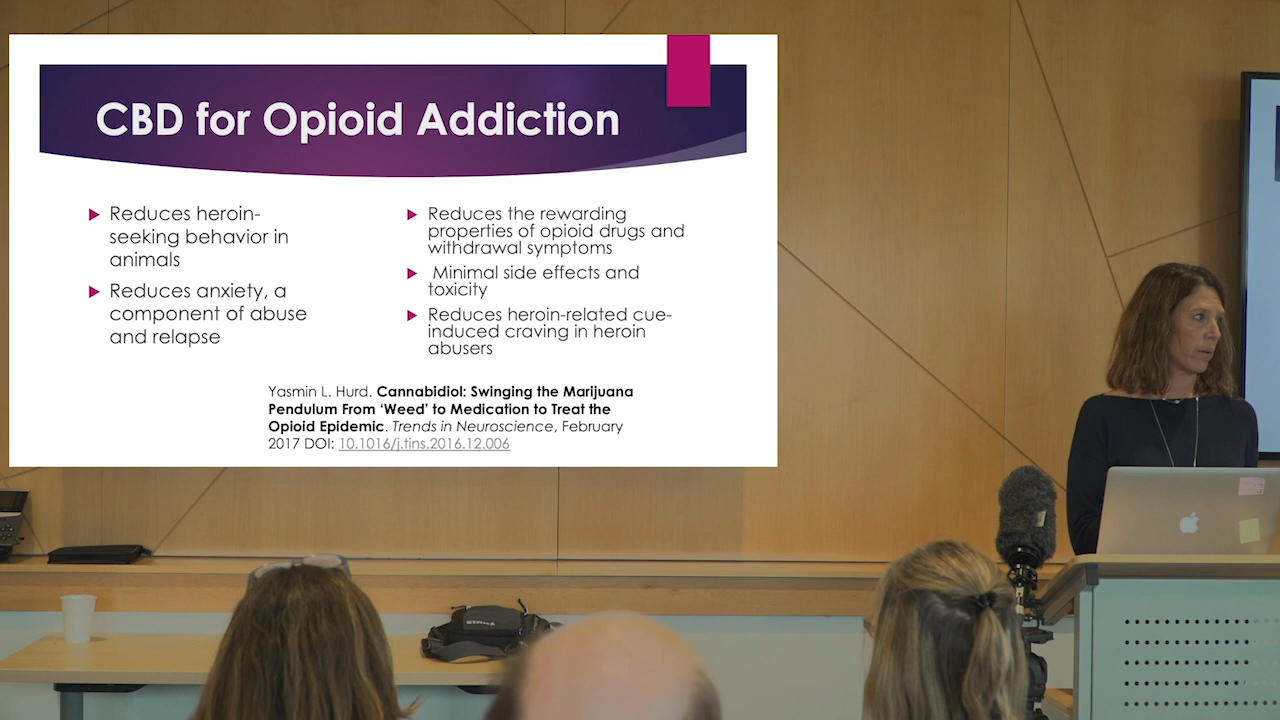 CBD for Opioid Addiction
Reduces heroin-
seeking behavior in
animals
Reduces anxiety, a
component of abuse
and relapse
Reduces the rewarding
properties of opioid drugs and
withdrawal symptoms
Minimal side effects and
toxicity
Reduces heroin-related cue-
induced craving in heroin
abusers
Yasmin L. Hurd. Cannabidiol: Swinging the Marijuana
Pendulum From ‘Weed’ to Medication to Treat the
Opioid Epidemic. Trends in Neuroscience, February
2017 DOI: 10.1016/j.tins.2016.12.006